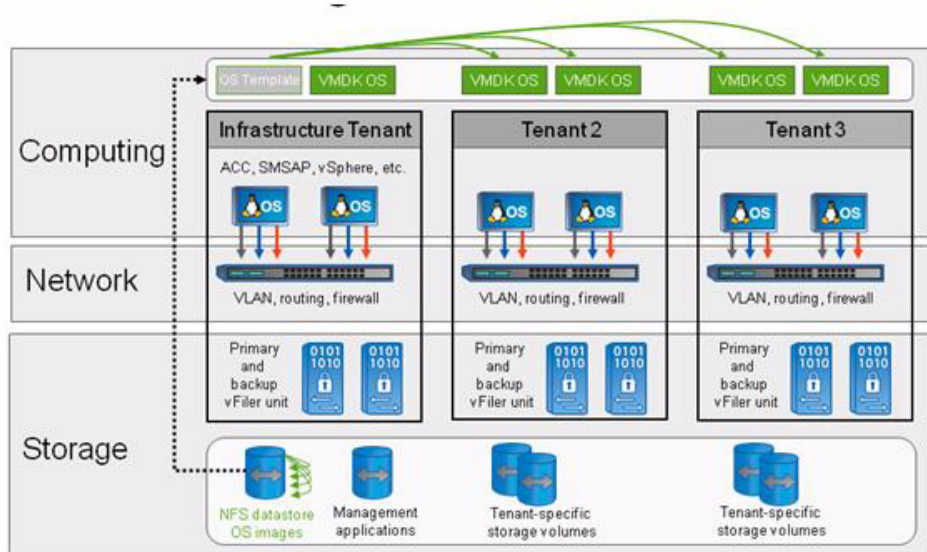 OS Template
VMDK OS
VMDK OS
VMDK OS
VMDK OS
VMDK OS
Computing
Infrastructure Tenant
Tenant 2
Tenant 3
ACC, SMSAP, vSphere, etc.
OS
OS
OS
OS
OS
OS
Network
VLAN, routing, firewall
VLAN, routing, firewall
VLAN, routing, firewall
Storage
Primary
and
backup
vFiler unit
0101
1010
0101
1010
Primary
and
backup
vFiler unit
0101
1010
0101
1010
Primary
and
backup
vFiler unit
0101
1010
0101
1010
NFS datastore
OS images
Management
applications
Tenant-specific
storage volumes
Tenant-specific
storage volumes